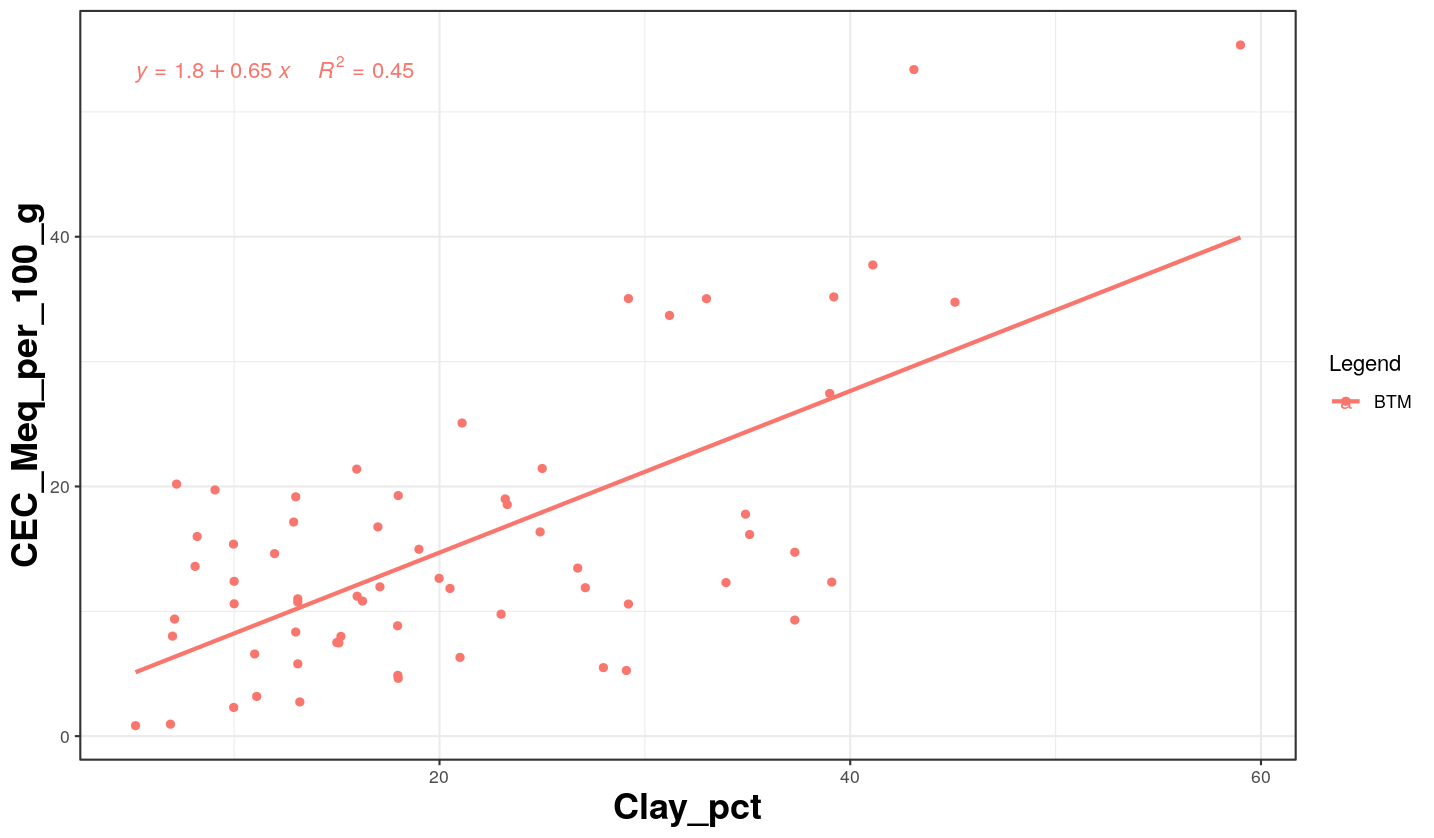 y = 1.8 + 0.65 x R² = 0.45
CEC_Meq_per_100_g
40
20
0
20
40
60
Clay_pct
Legend
a BTM